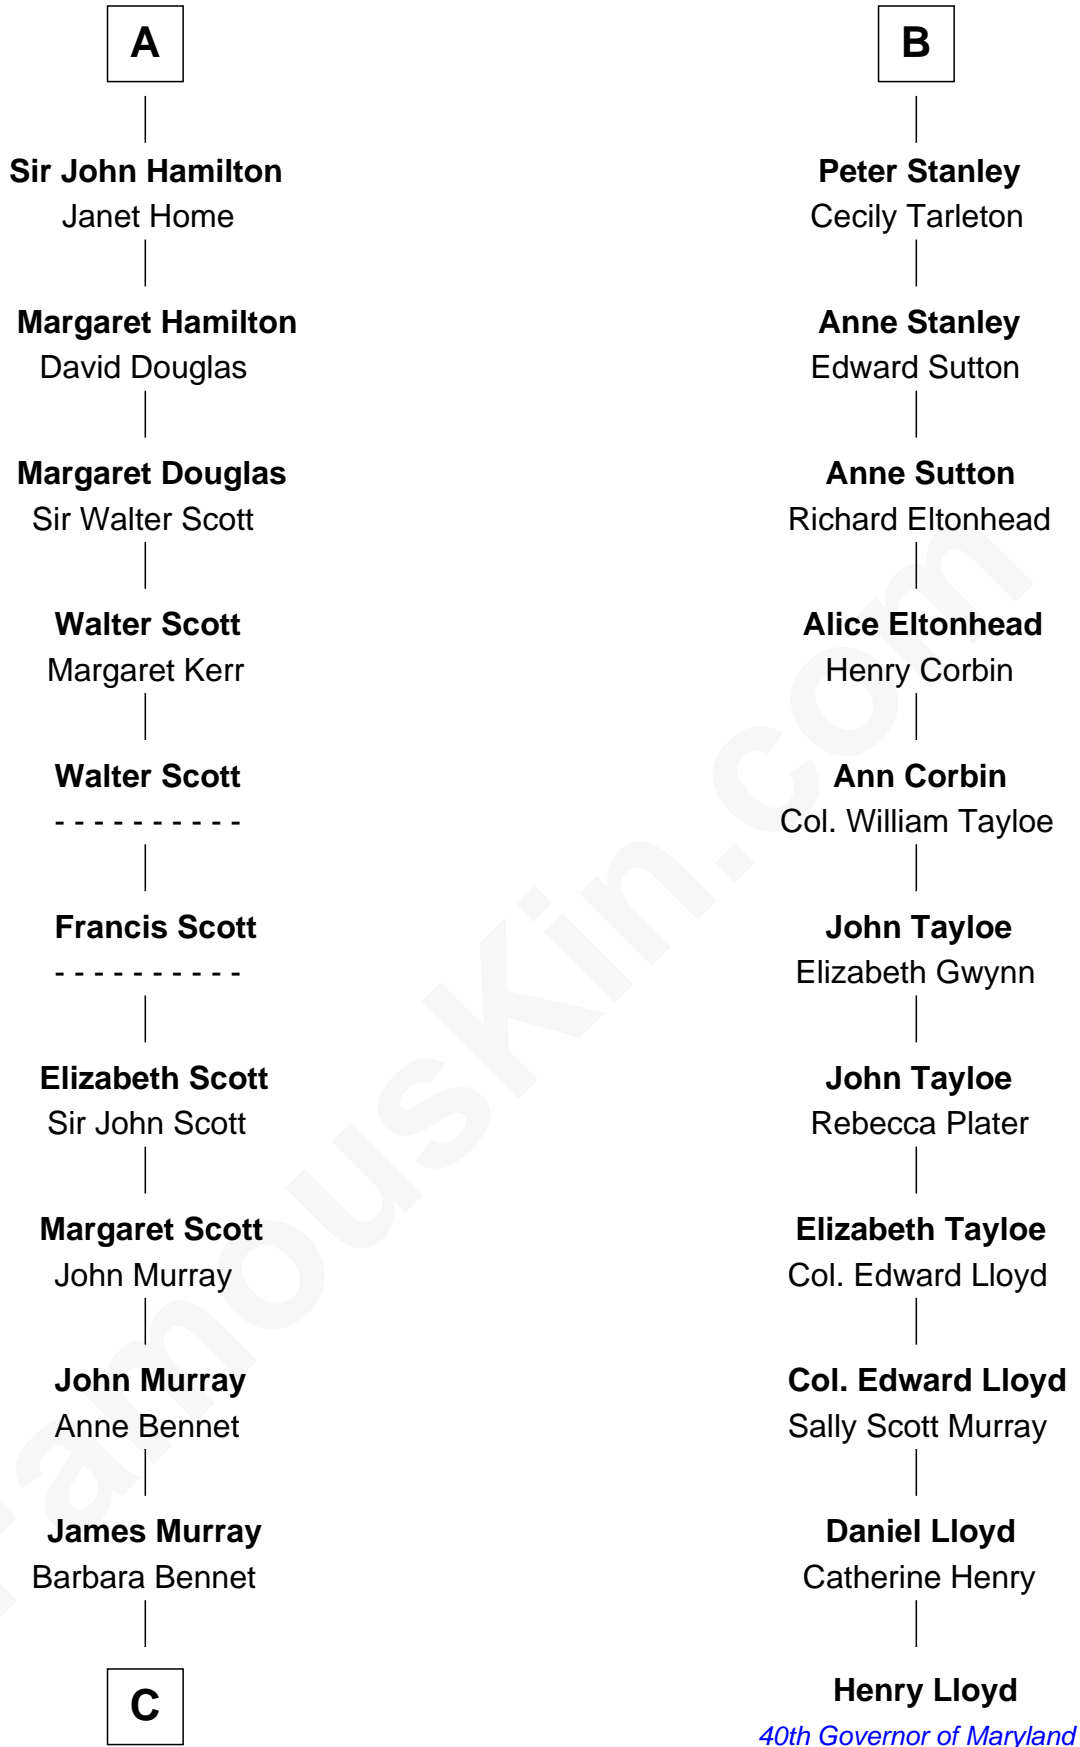 A
Sir John Hamilton
Janet Home
Margaret Hamilton
David Douglas
Margaret Douglas
Sir Walter Scott
Walter Scott
Margaret Kerr
Walter Scott
- - - - - - - - - -
Francis Scott
- - - - - - - - - -
Elizabeth Scott
Sir John Scott
Margaret Scott
John Murray
John Murray
Anne Bennet
James Murray
Barbara Bennet
C
B
Peter Stanley
Cecily Tarleton
Anne Stanley
Edward Sutton
Anne Sutton
Richard Eltonhead
Alice Eltonhead
Henry Corbin
Ann Corbin
Col. William Tayloe
John Tayloe
Elizabeth Gwynn
John Tayloe
Rebecca Plater
Elizabeth Tayloe
Col. Edward Lloyd
Col. Edward Lloyd
Sally Scott Murray
Daniel Lloyd
Catherine Henry
Henry Lloyd
40th Governor of Maryland
FamousKin.com